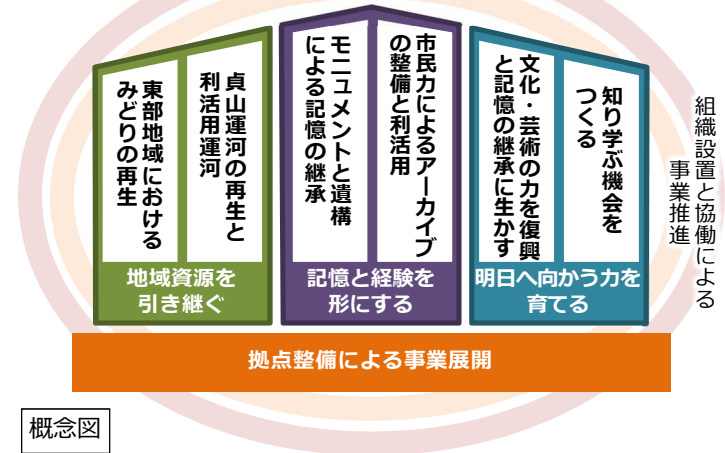 東部地域における
みどりの再生
貞山運河の再生と
利活用運河
地域資源を
引き継ぐ
モニュメントと遺構
による記憶の継承
市民力によるアーカイブ
の整備と利活用
記憶と経験を
形にする
文化・芸術の力を復興
と記憶の継承に生かす
知り学ぶ機会を
つくる
明日へ向かう力を
育てる
組織設置と協働による
事業推進
拠点整備による事業展開
概念図